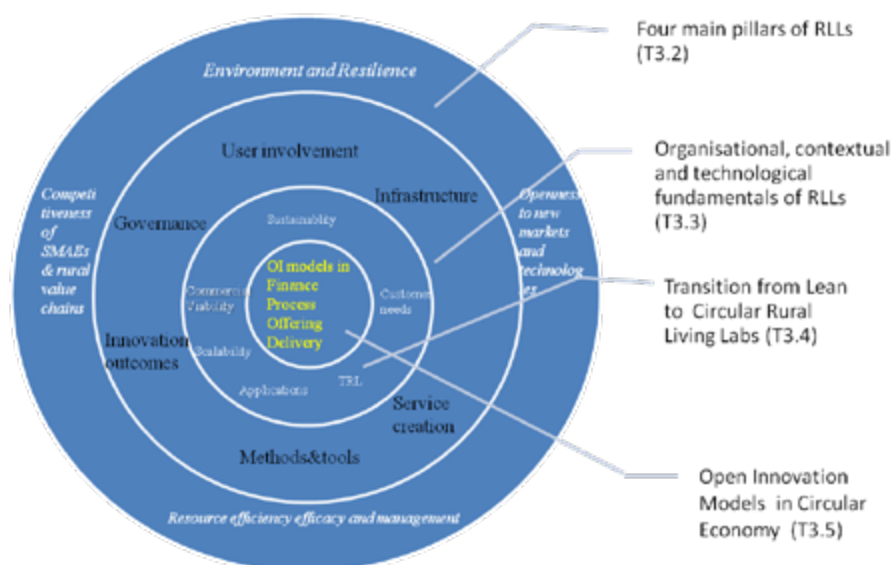 Four main pillars of RLLs
(T3.2)
Environment and Resilience
User involvement
Organisational, contextual
and technological
fundamentals of RLLs
(T3.3)
Competi
tiveness
of
SMAEs
& rural
value
chains
Governance
Infrastructure
Openness
to new
markets
and
technolog
ies
Sustainability
OI models in
Finance
Process
Offering
Delivery
Commercial
Viability
Customer
needs
Transition from Lean
to Circular Rural
Living Labs (T3.4)
Innovation
outcomes
Scalability
Applications
TRL
Service
creation
Methods&tools
Open Innovation
Models in Circular
Economy (T3.5)
Resource efficiency efficacy and management